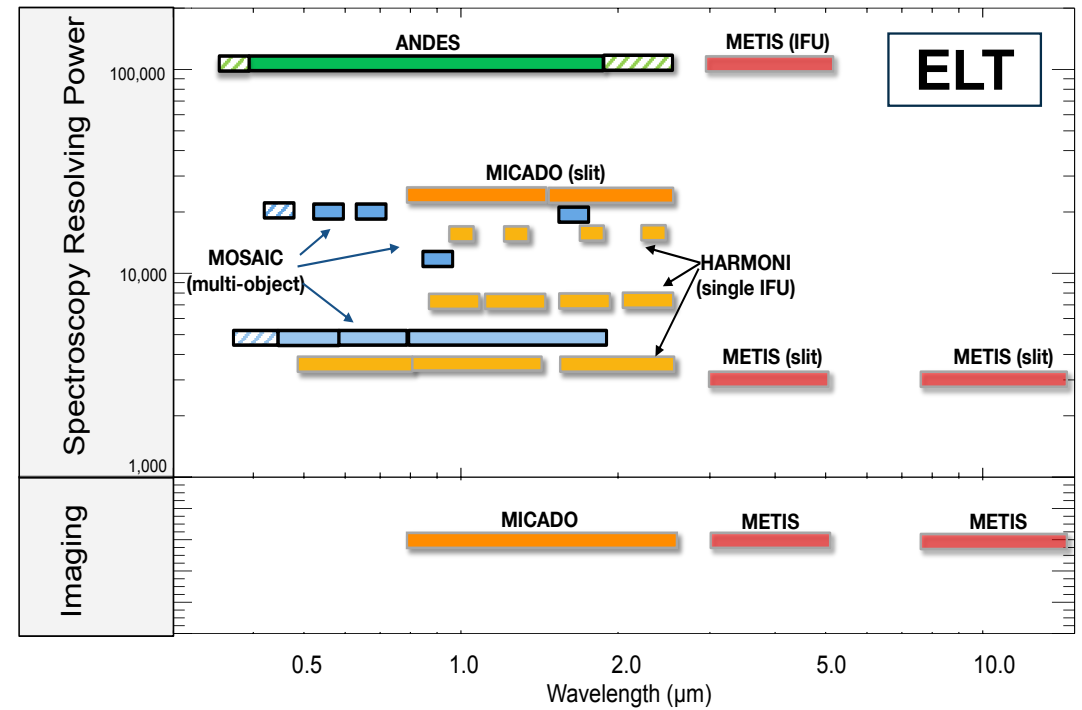 Spectroscopy Resolving Power
100,000
10,000
1,000
ANDES
METIS (IFU)
ELT
MICADO (slit)
MOSAIC
(multi-object)
HARMONI
(single IFU)
METIS (slit)
METIS (slit)
Imaging
MICADO
METIS
METIS
0.5
1.0
2.0
5.0
10.0
Wavelength (μm)